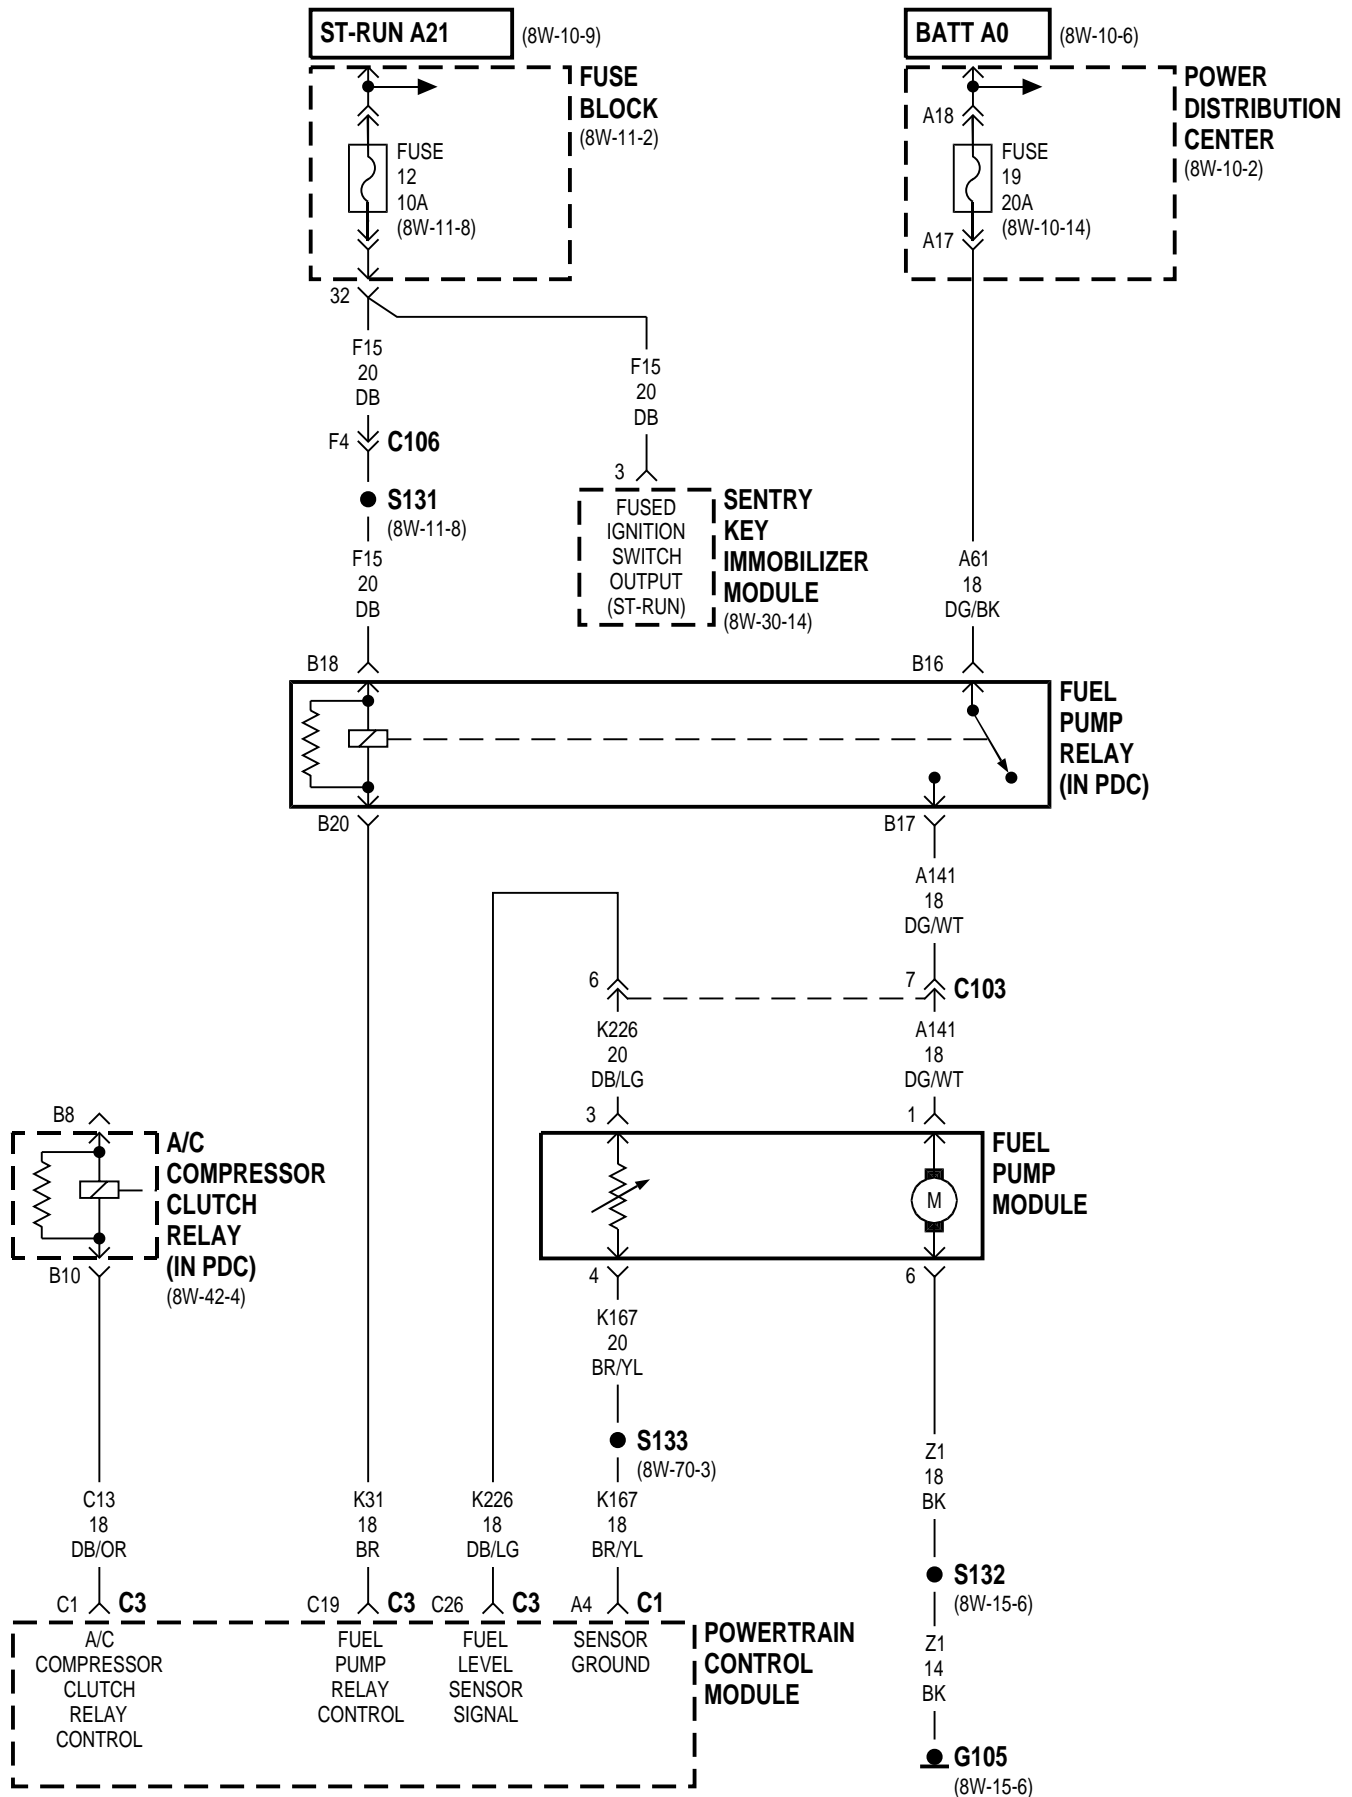 ST-RUN A21
(8W-10-9)
BATT A0
(8W-10-6)
FUSE
BLOCK
(8W-11-2)
FUSE
12
10A
(8W-11-8)
POWER
DISTRIBUTION
CENTER
(8W-10-2)
A18
FUSE
19
20A
(8W-10-14)
A17
32
F15
20
DB
F15
20
DB
F4
C106
S131
(8W-11-8)
F15
20
DB
3
FUSED
IGNITION
SWITCH
OUTPUT
(ST-RUN)
SENTRY
KEY
IMMOBILIZER
MODULE
(8W-30-14)
A61
18
DG/BK
B18
B16
FUEL
PUMP
RELAY
(IN PDC)
B20
B17
A141
18
DG/WT
6
7
C103
K226
20
DB/LG
A141
18
DG/WT
3
1
B8
A/C
COMPRESSOR
CLUTCH
RELAY
(IN PDC)
(8W-42-4)
B10
FUEL
PUMP
MODULE
M
4
6
K167
20
BR/YL
S133
(8W-70-3)
Z1
18
BK
C13
18
DB/OR
K31
18
BR
K226
18
DB/LG
K167
18
BR/YL
S132
(8W-15-6)
C1
C3
C19
C3
C26
C3
A4
C1
A/C
COMPRESSOR
CLUTCH
RELAY
CONTROL
FUEL
PUMP
RELAY
CONTROL
FUEL
LEVEL
SENSOR
SIGNAL
SENSOR
GROUND
POWERTRAIN
CONTROL
MODULE
Z1
14
BK
G105
(8W-15-6)